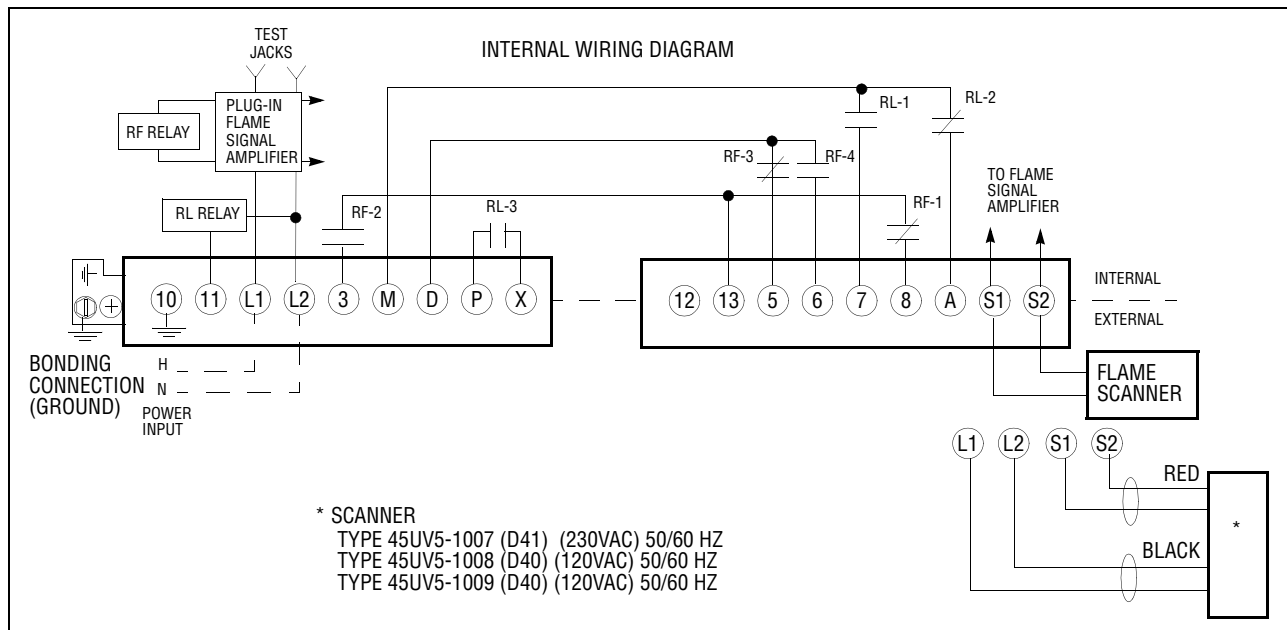 TEST
JACKS
INTERNAL WIRING DIAGRAM
PLUG-IN
FLAME
SIGNAL
AMPLIFIER
RF RELAY
RL RELAY
RF-2
RL-3
RL-1
RL-2
RF-3
RF-4
RF-1
TO FLAME
SIGNAL
AMPLIFIER
10 11 L1 L2 3 M D P X
12 13 5 6 7 8 A S1 S2
INTERNAL
EXTERNAL
BONDING
CONNECTION
(GROUND)
H
N
POWER
INPUT
FLAME
SCANNER
L1 L2 S1 S2
RED
BLACK
*
* SCANNER
TYPE 45UV5-1007 (D41) (230VAC) 50/60 HZ
TYPE 45UV5-1008 (D40) (120VAC) 50/60 HZ
TYPE 45UV5-1009 (D40) (120VAC) 50/60 HZ